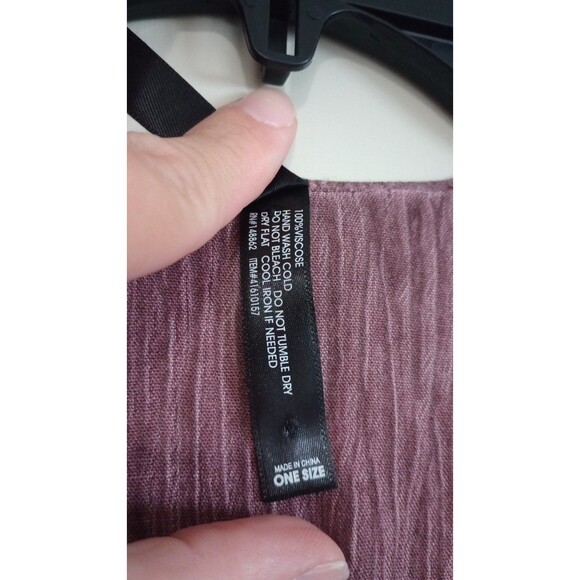 100%VISCOSE
HAND WASH COLD
DO NOT BLEACH DO NOT TUMBLE DRY
DRY FLAT COOL IRON IF NEEDED
RN#148862 ITEM#41610157
MADE IN CHINA
ONE SIZE